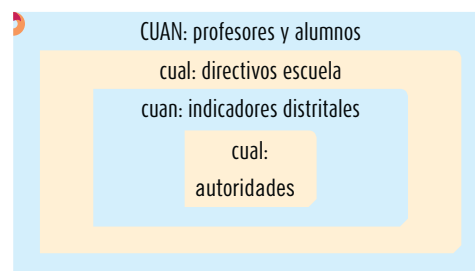 CUAN: profesores y alumnos
cual: directivos escuela
cuan: indicadores distritales
cual:
autoridades